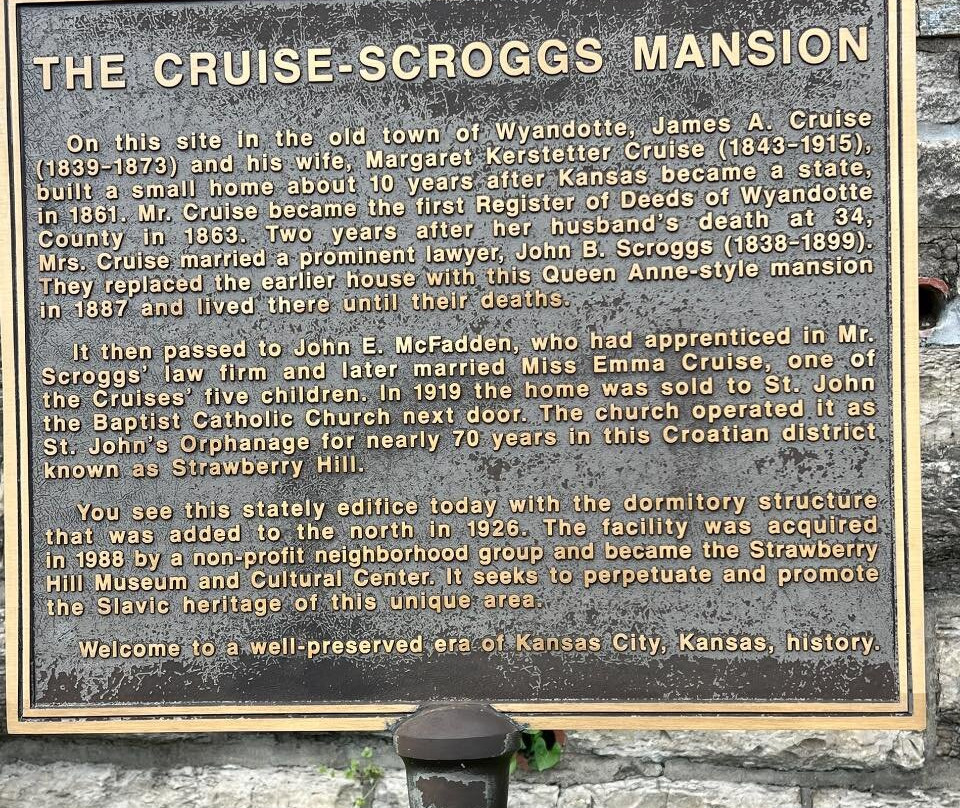 THE CRUISE-SCROGGS MANSION
On this site in the old town of Wyandotte, James A. Cruise
(1839-1873) and his wife, Margaret Kerstetter Cruise (1843-1915),
built a small home about 10 years after Kansas became a state,
in 1861. Mr. Cruise became the first Register of Deeds of Wyandotte
County in 1863. Two years after her husband's death at 34,
Mrs. Cruise married a prominent lawyer, John B. Scroggs (1838-1899).
They replaced the earlier house with this Queen Anne-style mansion
in 1887 and lived there until their deaths.
It then passed to John E. McFadden, who had apprenticed in Mr.
Scroggs' law firm and later married Miss Emma Cruise, one of
the Cruises' five children. In 1919 the home was sold to St. John
the Baptist Catholic Church next door. The church operated it as
St. John's Orphanage for nearly 70 years in this Croatian district
known as Strawberry Hill.
You see this stately edifice today with the dormitory structure
that was added to the north in 1926. The facility was acquired
in 1988 by a non-profit neighborhood group and became the Strawberry
Hill Museum and Cultural Center. It seeks to perpetuate and promote
the Slavic heritage of this unique area.
Welcome to a well-preserved era of Kansas City, Kansas, history.